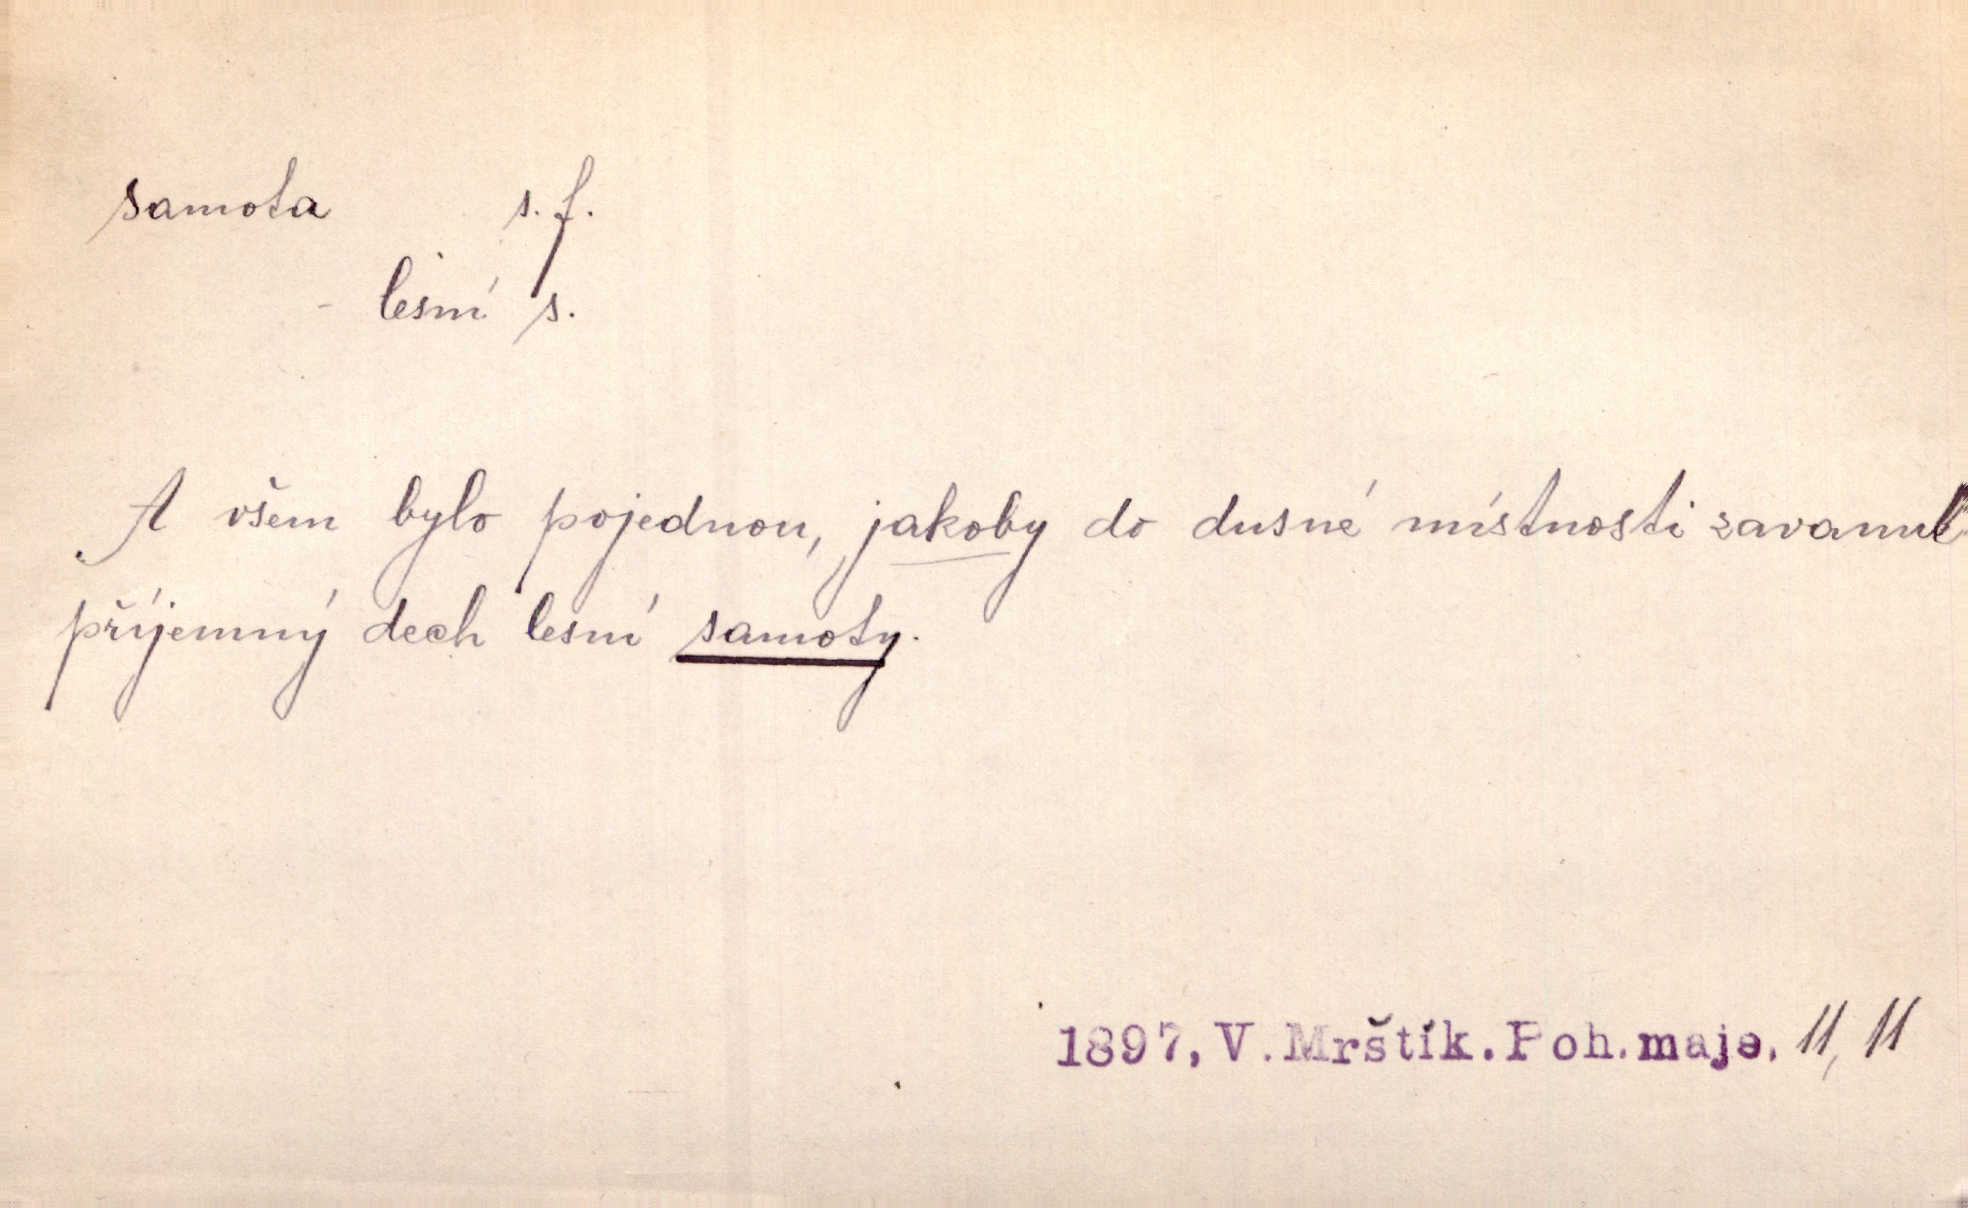 samota s. f.
- lesní s.
A všem bylo pojednou, jakoby do dusné místnosti zavanul
příjemný dech lesní samoty.
1897, V. Mrštík. Poh. maje. 11, 11